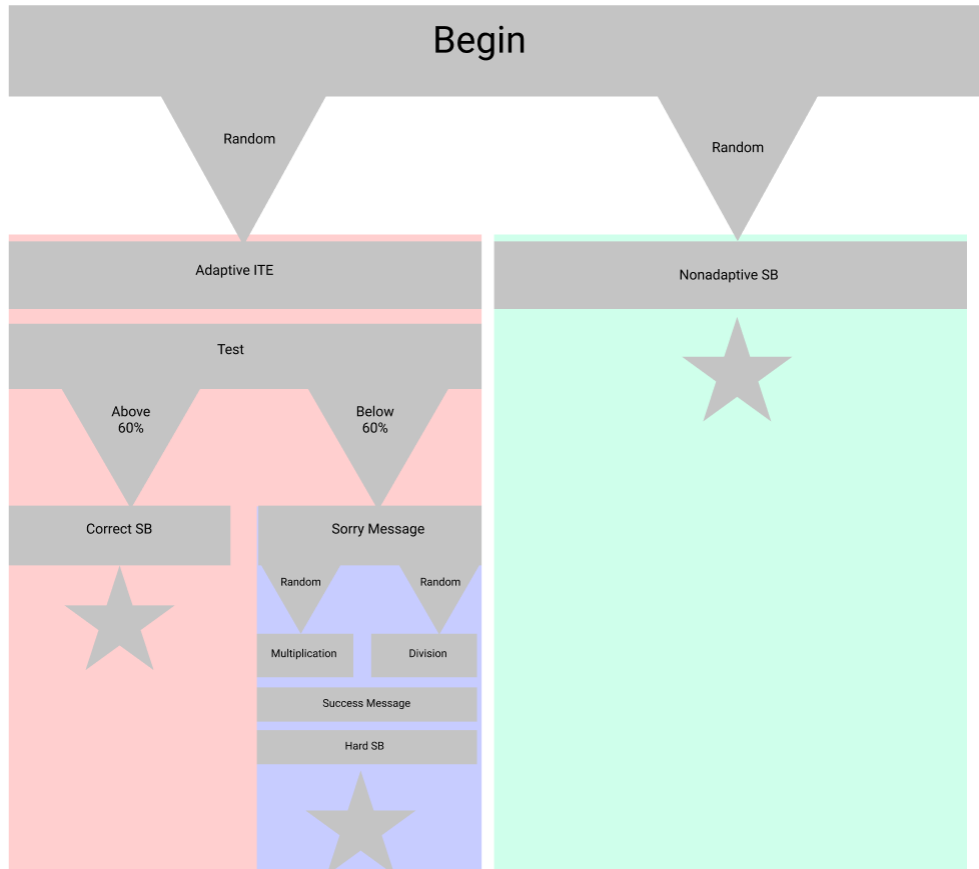 Begin
Random
Random
Adaptive ITE
Nonadaptive SB
Test
Above
60%
Below
60%
Correct SB
Sorry Message
Random
Random
Multiplication
Division
Success Message
Hard SB